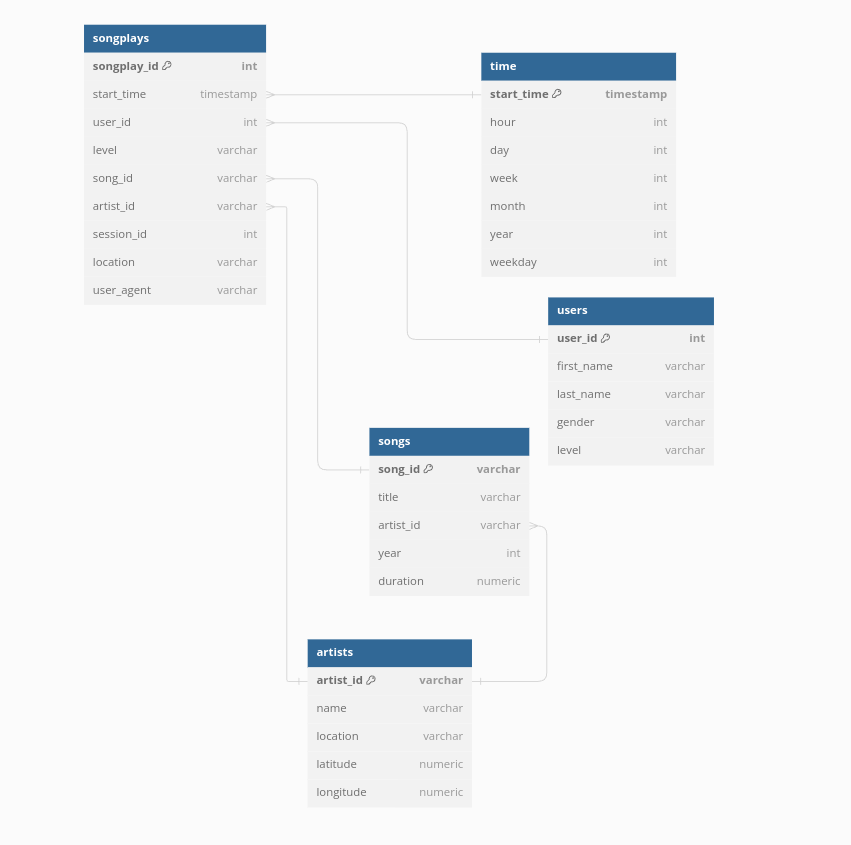 songplays
songplay_id int
start_time timestamp
user_id int
level varchar
song_id varchar
artist_id varchar
session_id int
location varchar
user_agent varchar
time
start_time timestamp
hour int
day int
week int
month int
year int
weekday int
users
user_id int
first_name varchar
last_name varchar
gender varchar
level varchar
songs
song_id varchar
title varchar
artist_id varchar
year int
duration numeric
artists
artist_id varchar
name varchar
location varchar
latitude numeric
longitude numeric